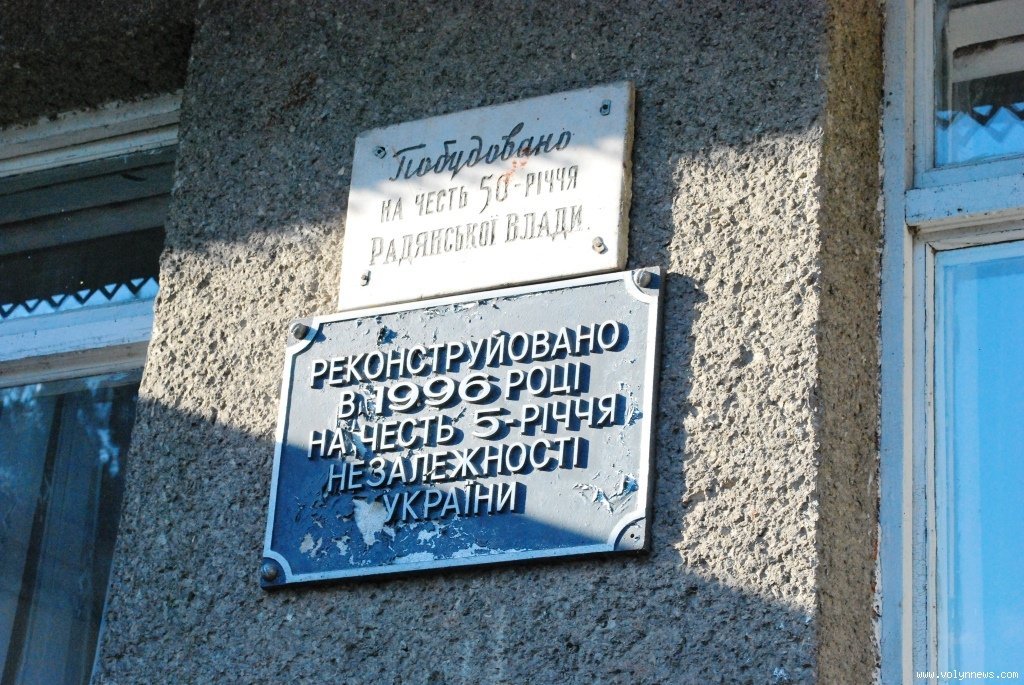 Побудовано
НА ЧЕСТЬ 50-РІЧЧЯ
РАДЯНСЬКОЇ ВЛАДИ.
РЕКОНСТРУЙОВАНО
В 1996 РОЦІ
НА ЧЕСТЬ 5-РІЧЧЯ
НЕЗАЛЕЖНОСТІ
УКРАЇНИ
www.volynnews.com